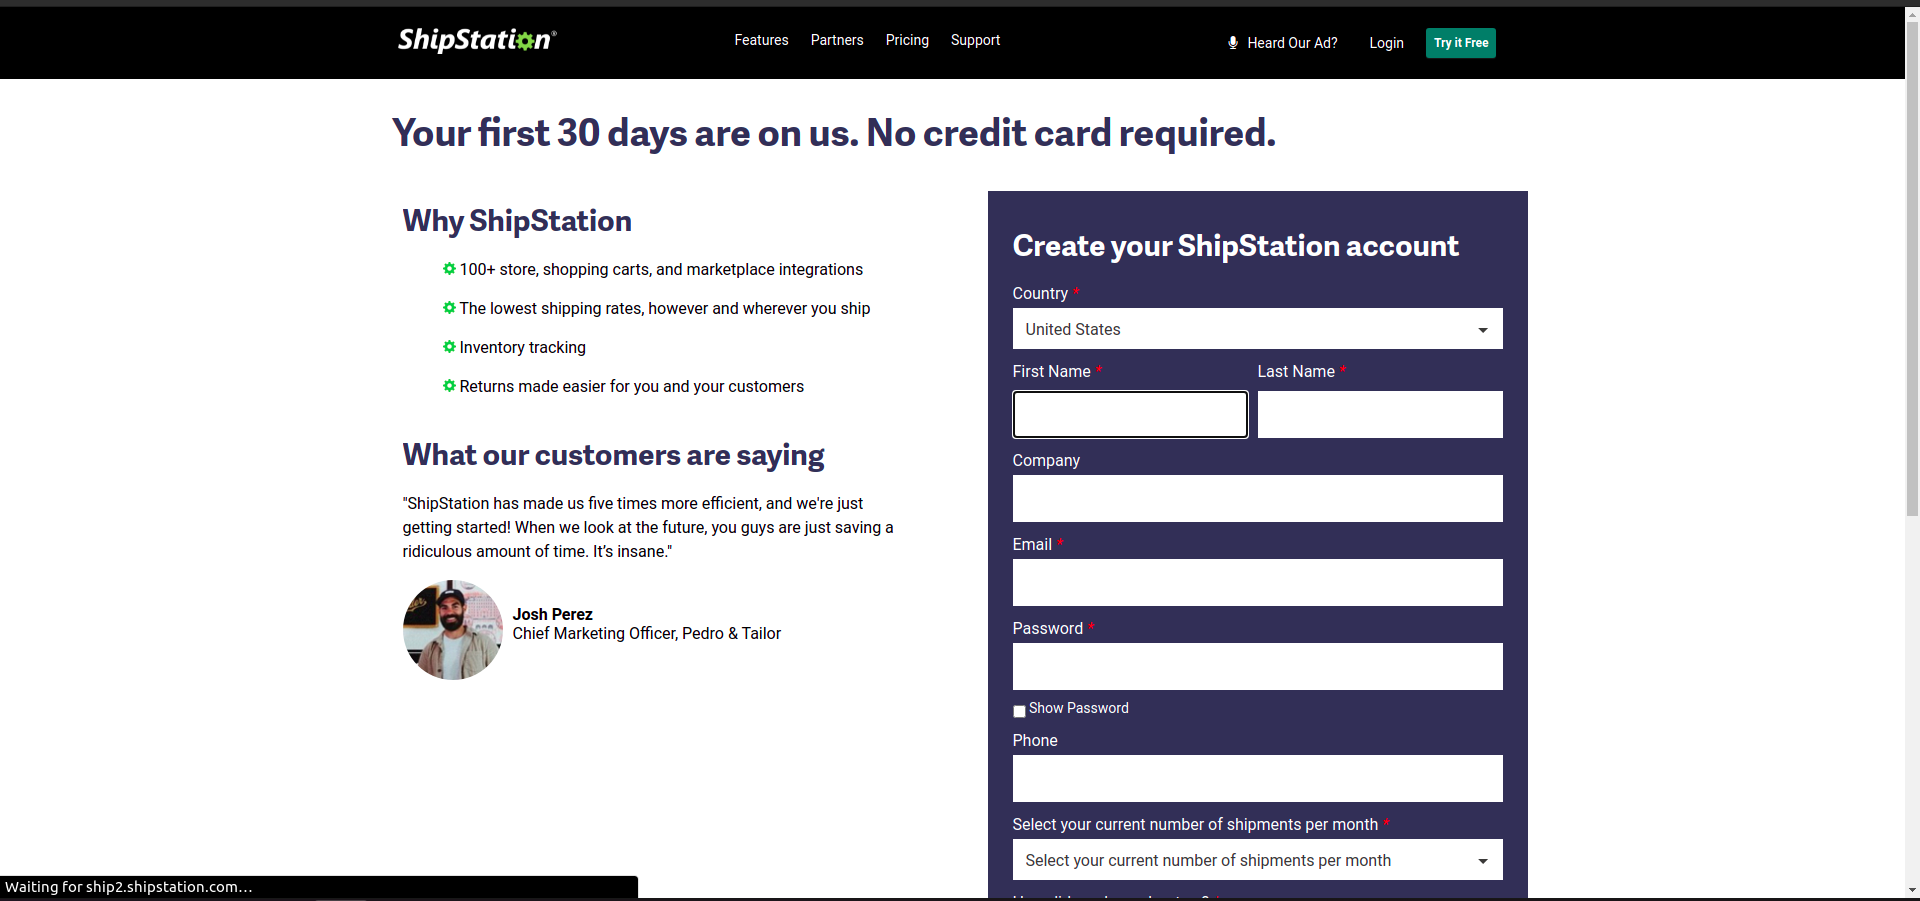 ShipStation®
Features Partners Pricing Support
Heard Our Ad? Login Try it Free
Your first 30 days are on us. No credit card required.
Why ShipStation
100+ store, shopping carts, and marketplace integrations
The lowest shipping rates, however and wherever you ship
Inventory tracking
Returns made easier for you and your customers
What our customers are saying
"ShipStation has made us five times more efficient, and we're just
getting started! When we look at the future, you guys are just saving a
ridiculous amount of time. It’s insane."
Josh Perez
Chief Marketing Officer, Pedro & Tailor
Create your ShipStation account
Country *
United States
First Name * Last Name *
Company
Email *
Password *
Show Password
Phone
Select your current number of shipments per month *
Select your current number of shipments per month
Waiting for ship2.shipstation.com…